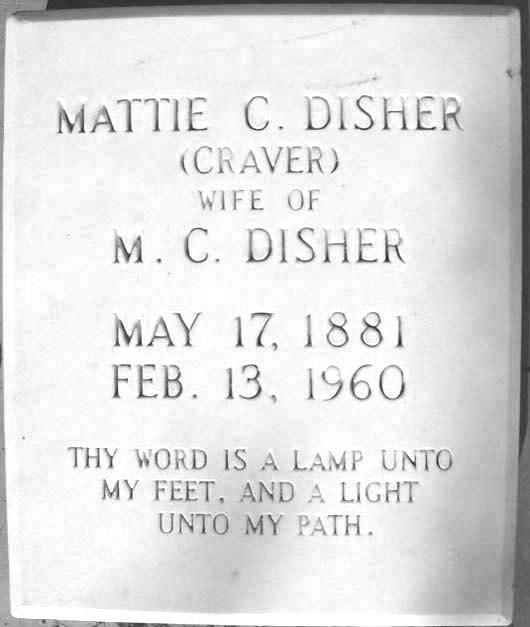 MATTIE C. DISHER
(CRAVER)
WIFE OF
M. C. DISHER
MAY 17, 1881
FEB. 13, 1960
THY WORD IS A LAMP UNTO
MY FEET, AND A LIGHT
UNTO MY PATH.